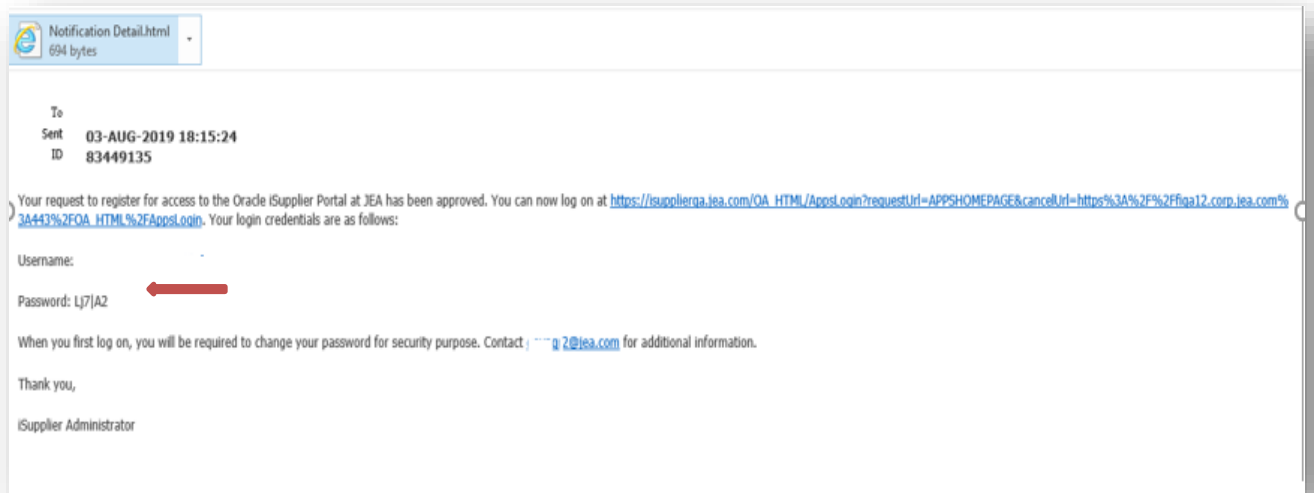 Notification Detail.html
694 bytes
To
Sent 03-AUG-2019 18:15:24
ID 83449135
Your request to register for access to the Oracle iSupplier Portal at JEA has been approved. You can now log on at https://isupplierqa.jea.com/OA_HTML/AppsLogin?requestUrl=APPSHOMEPAGE&cancelUrl=https%3A%2F%2Ffiqa12.corp.jea.com%
3A443%2FOA_HTML%2FAppsLogin. Your login credentials are as follows:
Username:
Password: Lj7|A2
When you first log on, you will be required to change your password for security purpose. Contact 2@jea.com for additional information.
Thank you,
iSupplier Administrator